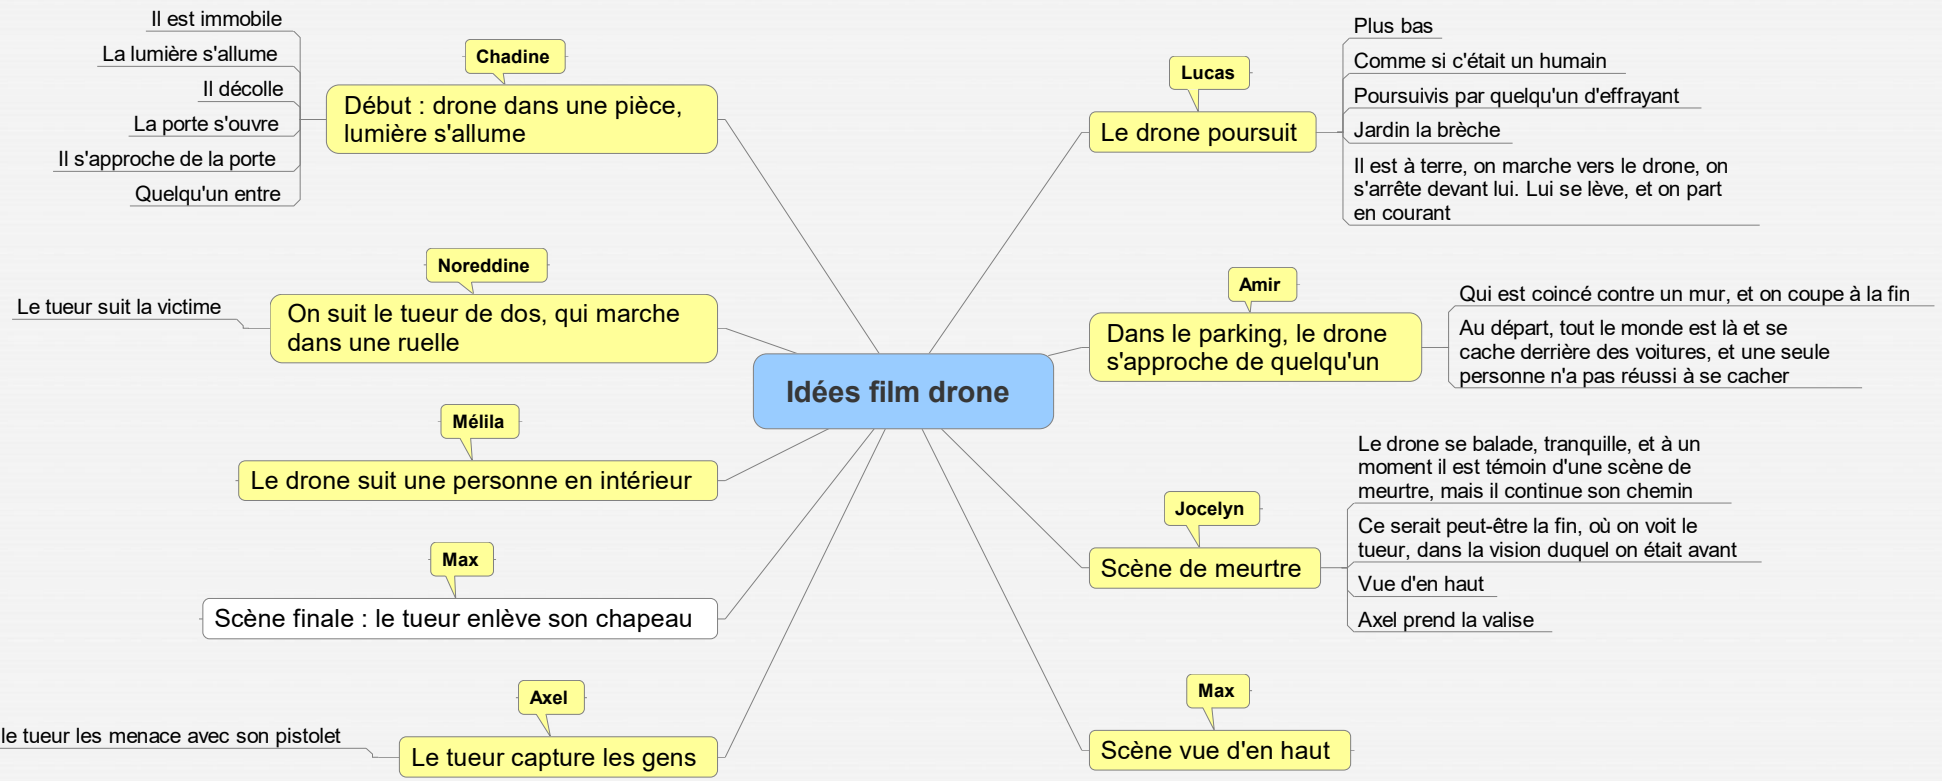 Idées film drone
Chadine
Début : drone dans une pièce,
lumière s'allume
Il est immobile
La lumière s'allume
Il décolle
La porte s'ouvre
Il s'approche de la porte
Quelqu'un entre
Noreddine
On suit le tueur de dos, qui marche
dans une ruelle
Le tueur suit la victime
Mélila
Le drone suit une personne en intérieur
Max
Scène finale : le tueur enlève son chapeau
Axel
Le tueur capture les gens
le tueur les menace avec son pistolet
Lucas
Le drone poursuit
Plus bas
Comme si c'était un humain
Poursuivis par quelqu'un d'effrayant
Jardin la brèche
Il est à terre, on marche vers le drone, on
s'arrête devant lui. Lui se lève, et on part
en courant
Amir
Dans le parking, le drone
s'approche de quelqu'un
Qui est coincé contre un mur, et on coupe à la fin
Au départ, tout le monde est là et se
cache derrière des voitures, et une seule
personne n'a pas réussi à se cacher
Jocelyn
Scène de meurtre
Le drone se balade, tranquille, et à un
moment il est témoin d'une scène de
meurtre, mais il continue son chemin
Ce serait peut-être la fin, où on voit le
tueur, dans la vision duquel on était avant
Vue d'en haut
Axel prend la valise
Max
Scène vue d'en haut